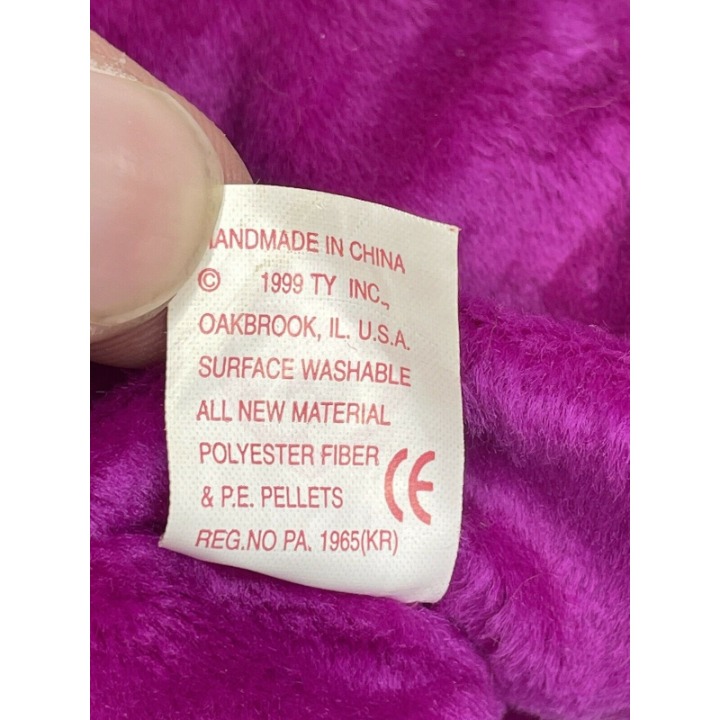 HANDMADE IN CHINA
© 1999 TY INC.,
OAKBROOK, IL. U.S.A.
SURFACE WASHABLE
ALL NEW MATERIAL
POLYESTER FIBER
& P.E. PELLETS
CE
REG.NO PA. 1965(KR)